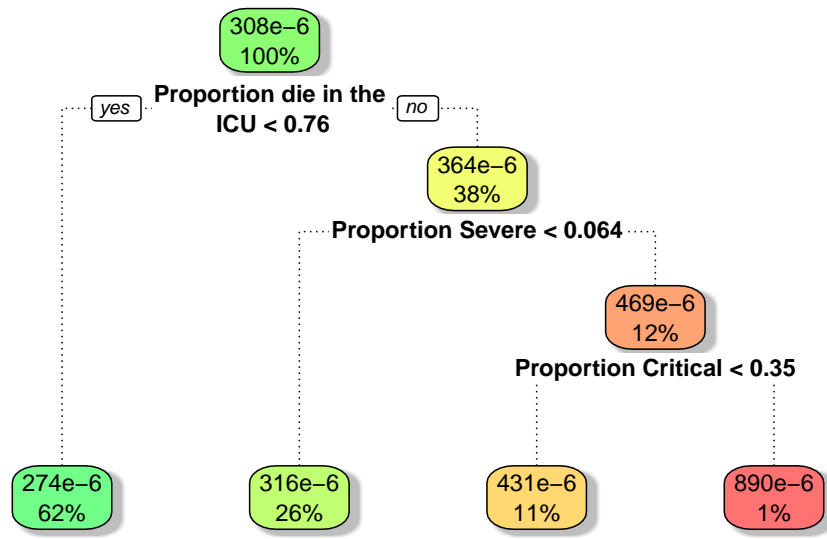 308e−6
100%
yes
Proportion die in the
ICU < 0.76
no
364e−6
38%
Proportion Severe < 0.064
469e−6
12%
Proportion Critical < 0.35
274e−6
62%
316e−6
26%
431e−6
11%
890e−6
1%